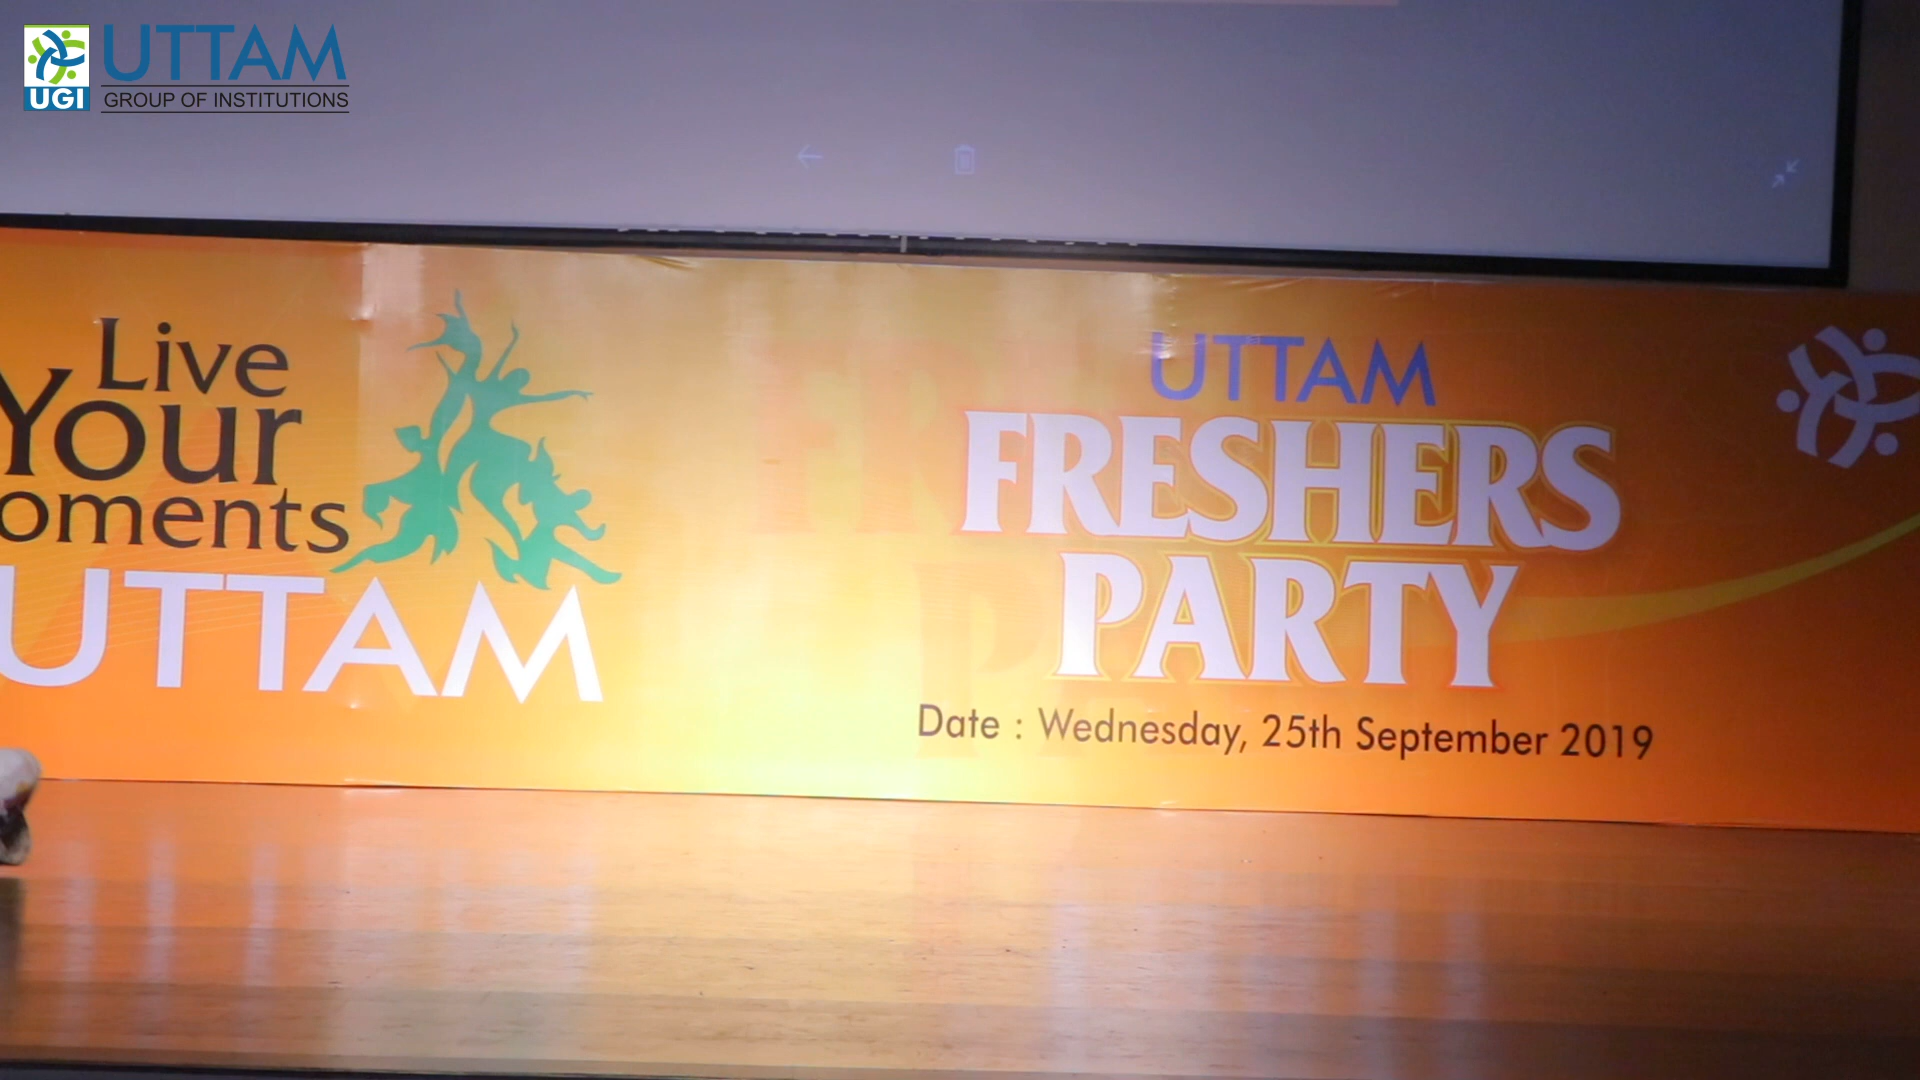 UTTAM
UGI
GROUP OF INSTITUTIONS
Live
Your
oments
UTTAM
UTTAM
FRESHERS
PARTY
Date : Wednesday, 25th September 2019